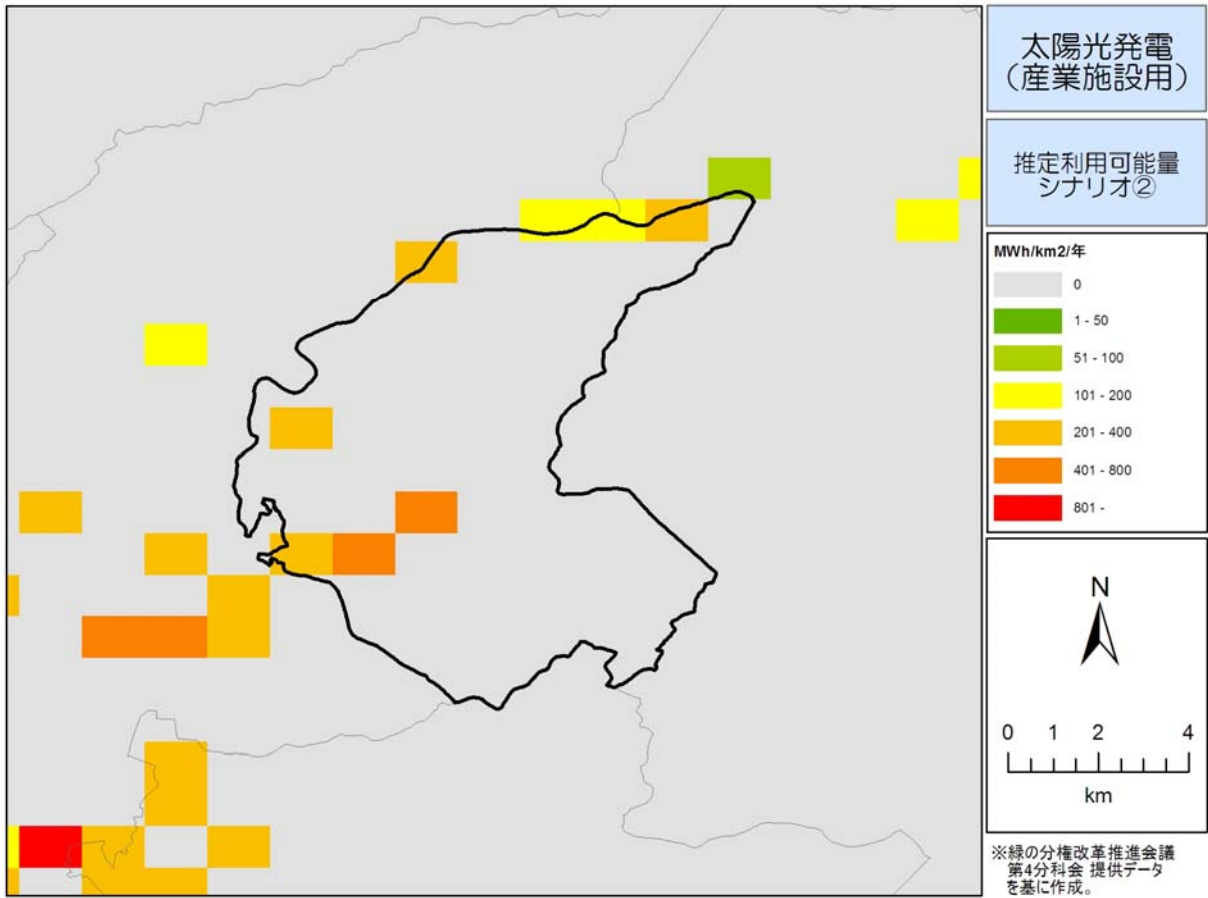 太陽光発電
（産業施設用）
推定利用可能量
シナリオ②
MWh/km2/年
0
1 - 50
51 - 100
101 - 200
201 - 400
401 - 800
801 -
N
0 1 2 4
km
※緑の分権改革推進会議
第4分科会 提供データ
を基に作成。